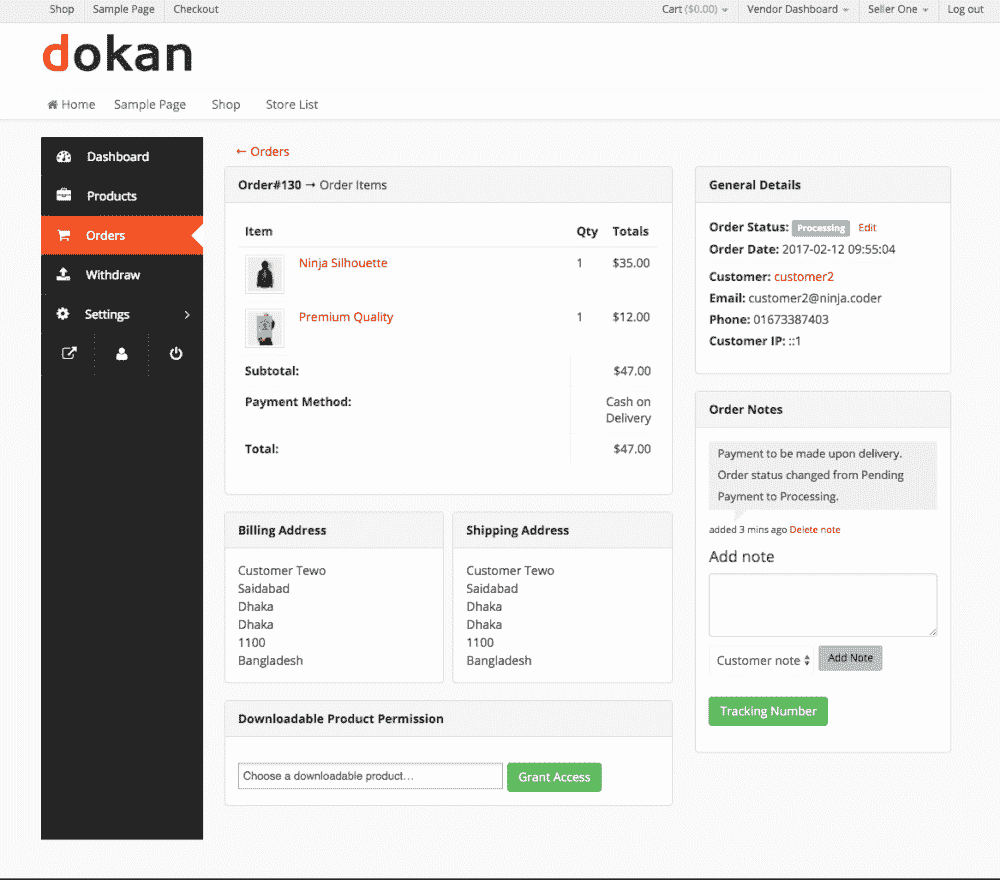 Shop Sample Page Checkout Cart ($0.00) Vendor Dashboard Seller One Log out
dokan
Home Sample Page Shop Store List
Dashboard
Products
Orders
Withdraw
Settings
← Orders
Order#130 → Order Items
Item Qty Totals
Ninja Silhouette 1 $35.00
Premium Quality 1 $12.00
Subtotal: $47.00
Payment Method: Cash on
Delivery
Total: $47.00
Billing Address
Customer Tewo
Saidabad
Dhaka
Dhaka
1100
Bangladesh
Shipping Address
Customer Tewo
Saidabad
Dhaka
Dhaka
1100
Bangladesh
Downloadable Product Permission
Choose a downloadable product...
Grant Access
General Details
Order Status: Processing Edit
Order Date: 2017-02-12 09:55:04
Customer: customer2
Email: customer2@ninja.coder
Phone: 01673387403
Customer IP: ::1
Order Notes
Payment to be made upon delivery.
Order status changed from Pending
Payment to Processing.
added 3 mins ago Delete note
Add note
Customer note Add Note
Tracking Number